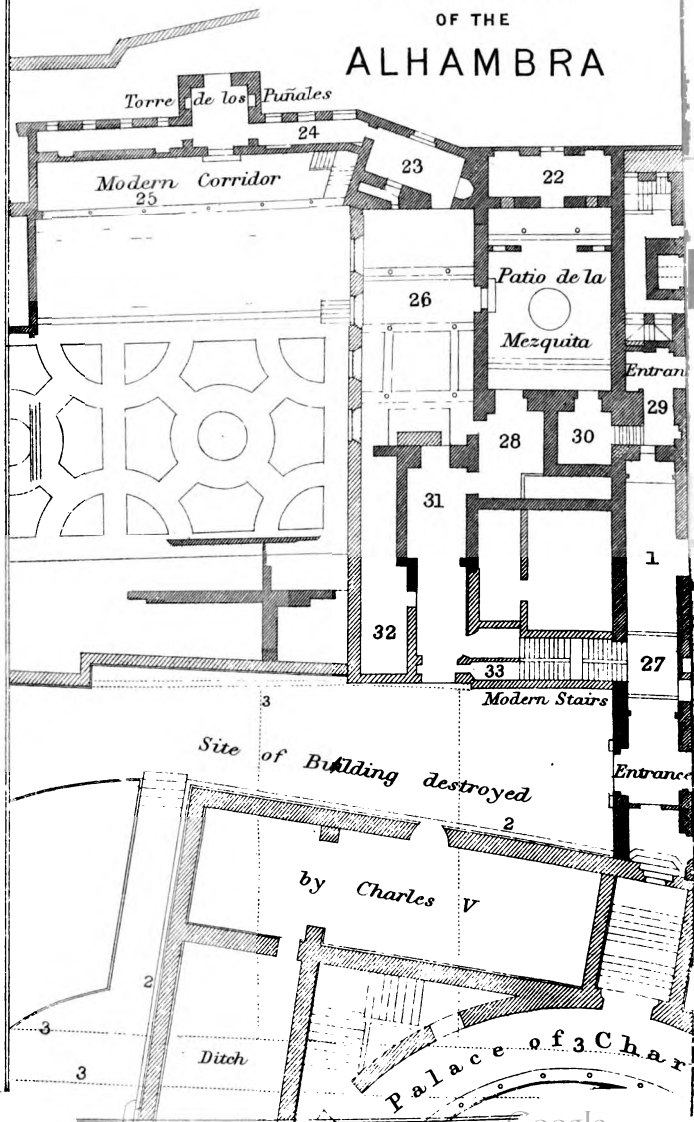 OF THE
ALHAMBRA
Torre de los Puñales
24
23
22
Modern Corridor
25
26
Patio de la
Mezquita
Entran
29
28
30
31
1
32
33
27
Modern Stairs
3
Site of Building destroyed
Entrance
2
by Charles V
2
3
3
Ditch
Palace of 3 Char
Google